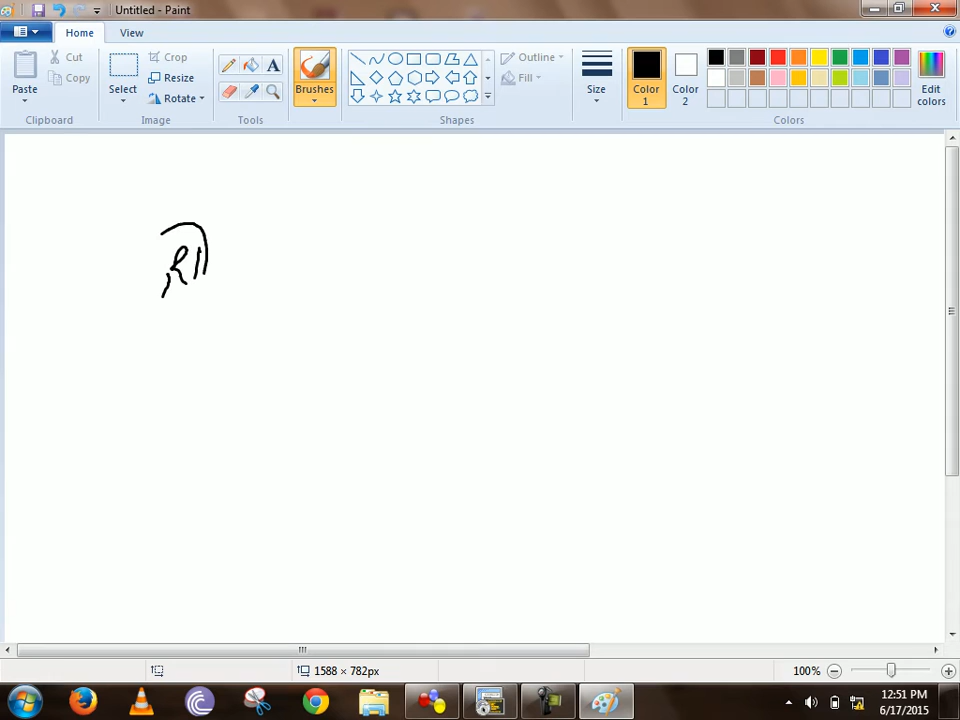 Untitled - Paint
Home
View
Paste
Cut
Copy
Clipboard
Select
Crop
Resize
Rotate
Image
A
Tools
Brushes
Shapes
Outline
Fill
Size
Color 1
Color 2
Edit colors
Colors
1588 × 782px
100%
12:51 PM
6/17/2015